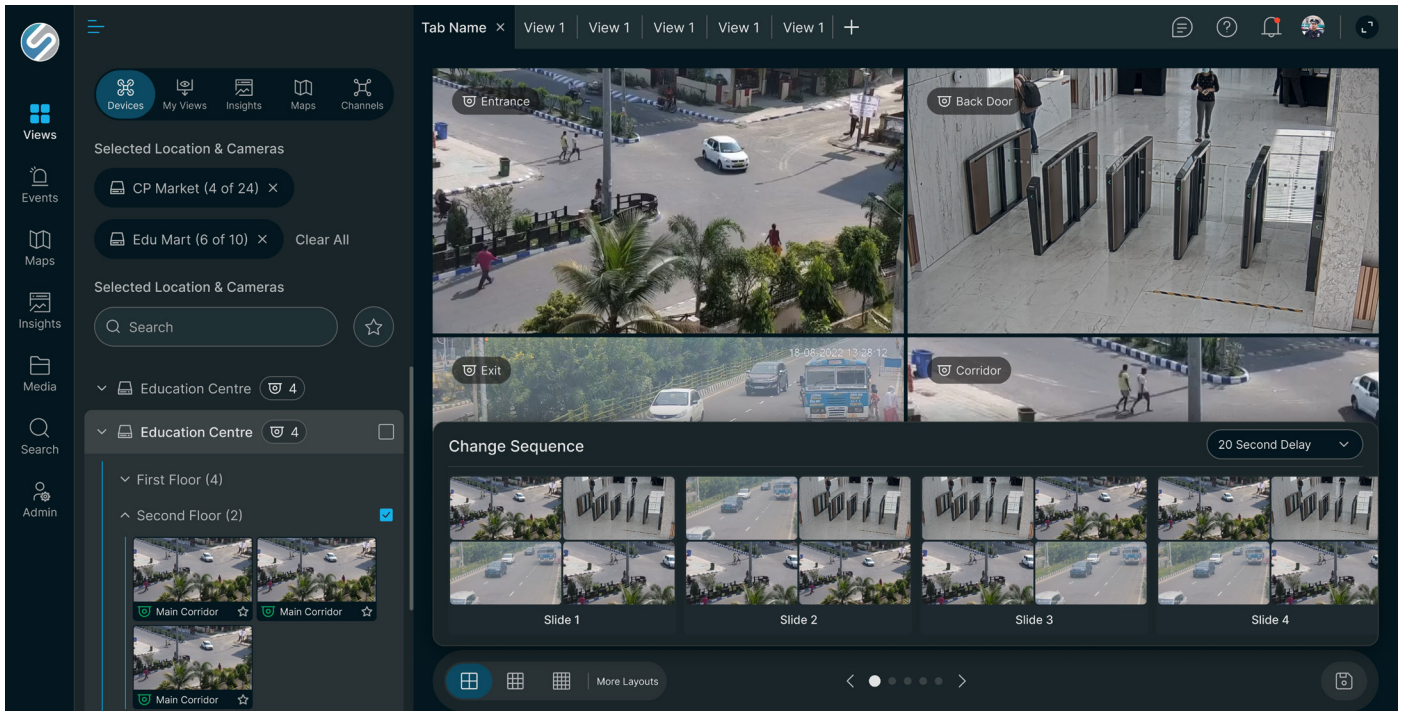 Tab Name
View 1
View 1
View 1
View 1
View 1
Views
Events
Maps
Insights
Media
Search
Admin
Devices
My Views
Insights
Maps
Channels
Selected Location & Cameras
CP Market (4 of 24)
Edu Mart (6 of 10)
Clear All
Selected Location & Cameras
Search
Education Centre
4
Education Centre
4
First Floor (4)
Second Floor (2)
Main Corridor
Main Corridor
Main Corridor
Entrance
Back Door
Exit
18-08-2022 13:28:12
Corridor
Change Sequence
20 Second Delay
Slide 1
Slide 2
Slide 3
Slide 4
More Layouts